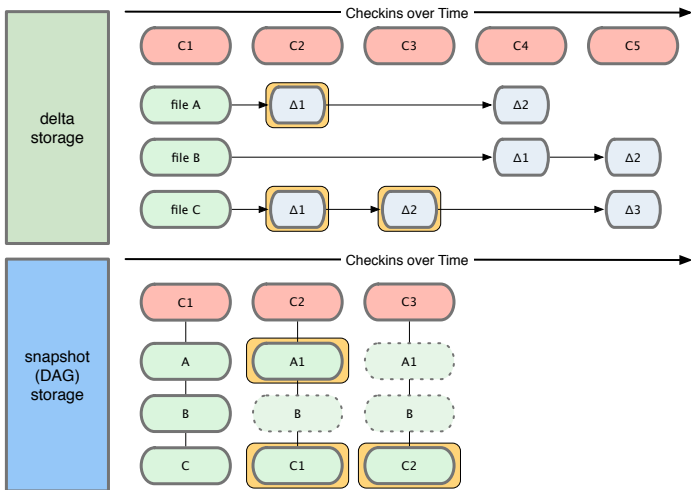 Checkins over Time
C1 C2 C3 C4 C5
delta
storage
file A Δ1 Δ2
file B Δ1 Δ2
file C Δ1 Δ2 Δ3
Checkins over Time
C1 C2 C3
snapshot
(DAG)
storage
A A1 A1
B B B
C C1 C2